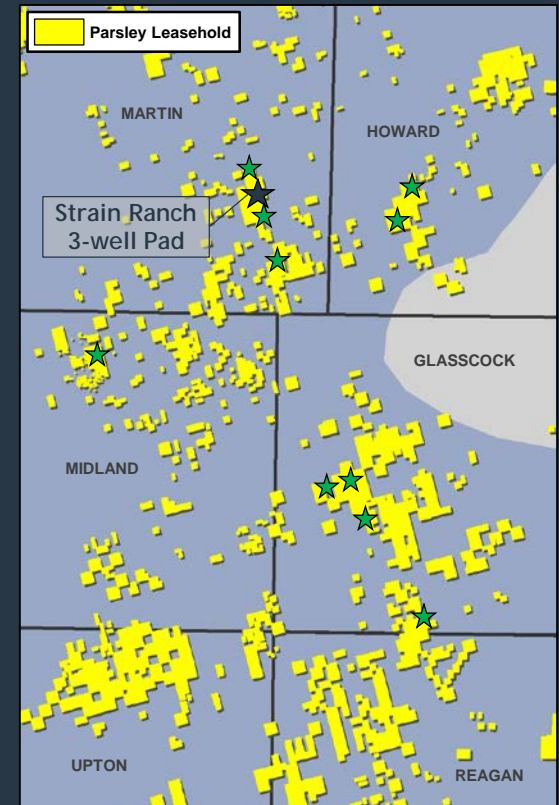 Parsley Leasehold
MARTIN
HOWARD
Strain Ranch
3-well Pad
GLASSCOCK
MIDLAND
UPTON
REAGAN